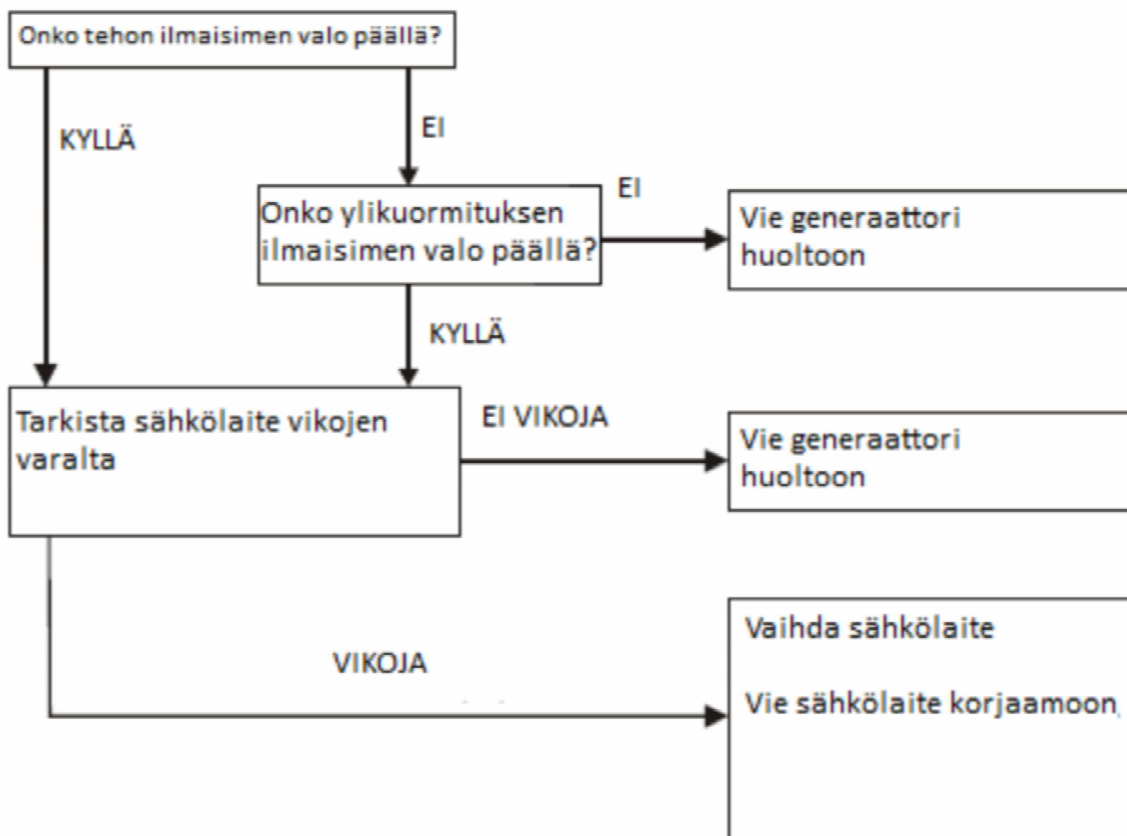 Onko tehon ilmaisimen valo päällä?
KYLLÄ
EI
Onko ylikuormituksen
ilmaisimen valo päällä?
EI
Vie generaattori
huoltoon
KYLLÄ
Tarkista sähkölaite vikojen
varalta
EI VIKOJA
Vie generaattori
huoltoon
VIKOJA
Vaihda sähkölaite
Vie sähkölaite korjaamoon,